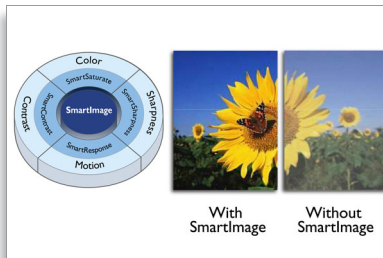 Color
SmartSaturate
Contrast
SmartContrast
SmartImage
SmartSharpness
Sharpness
SmartResponse
Motion
With
SmartImage
Without
SmartImage